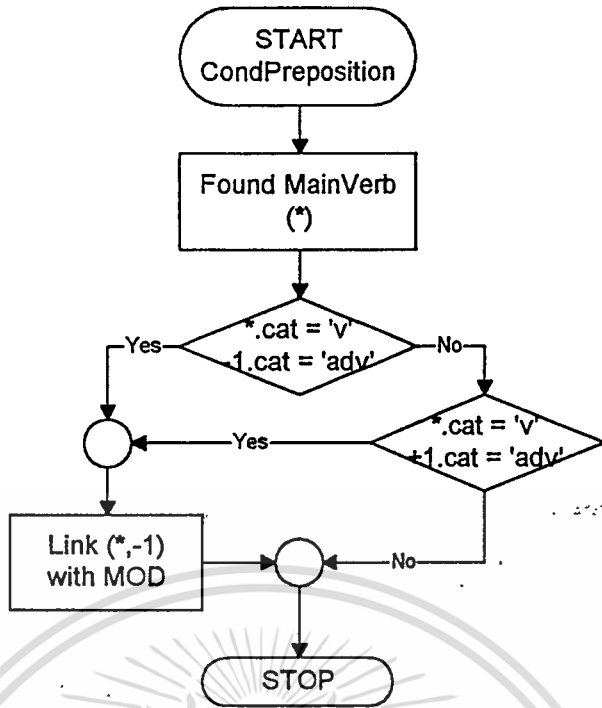 START
CondPreposition
Found MainVerb
(*)
*.cat = 'v'
-1.cat = 'adv'
Yes
No
*.cat = 'v'
+1.cat = 'adv'
Yes
Link (*,-1)
with MOD
No
STOP